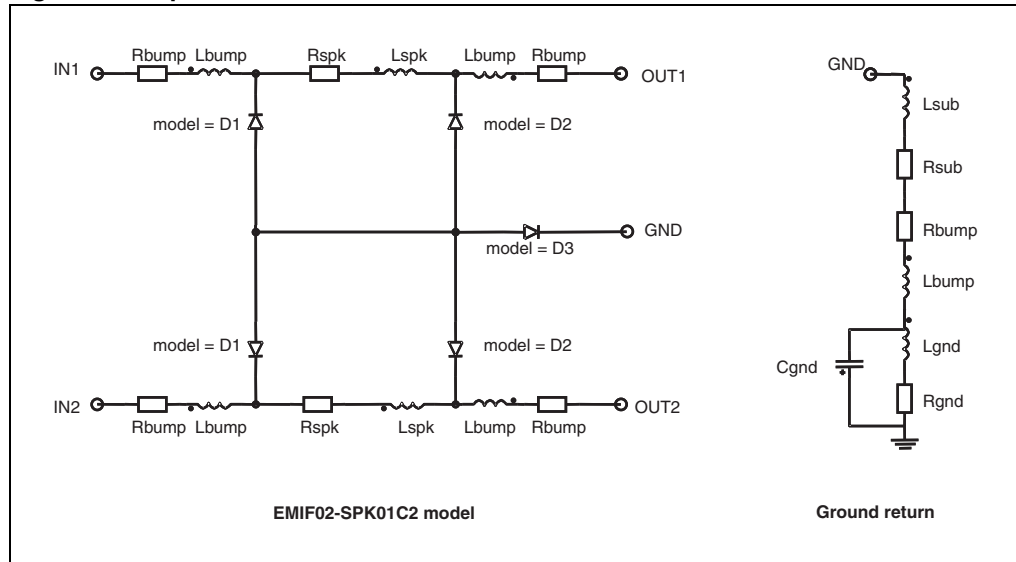 Rbump Lbump Rspk Lspk Lbump Rbump
IN1 OUT1
model = D1 model = D2
GND
model = D3
model = D1 model = D2
IN2 OUT2
Rbump Lbump Rspk Lspk Lbump Rbump
EMIF02-SPK01C2 model
GND
Lsub
Rsub
Rbump
Lbump
Lgnd
Cgnd
Rgnd
Ground return